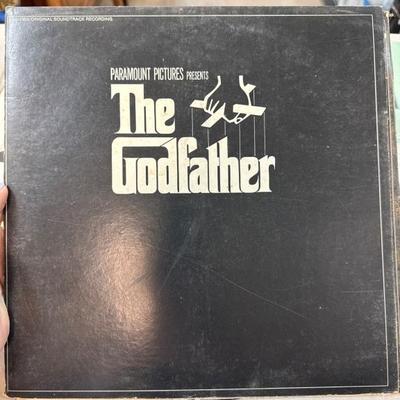 ORIGINAL SOUNDTRACK RECORDING
PARAMOUNT PICTURES PRESENTS
The
Godfather